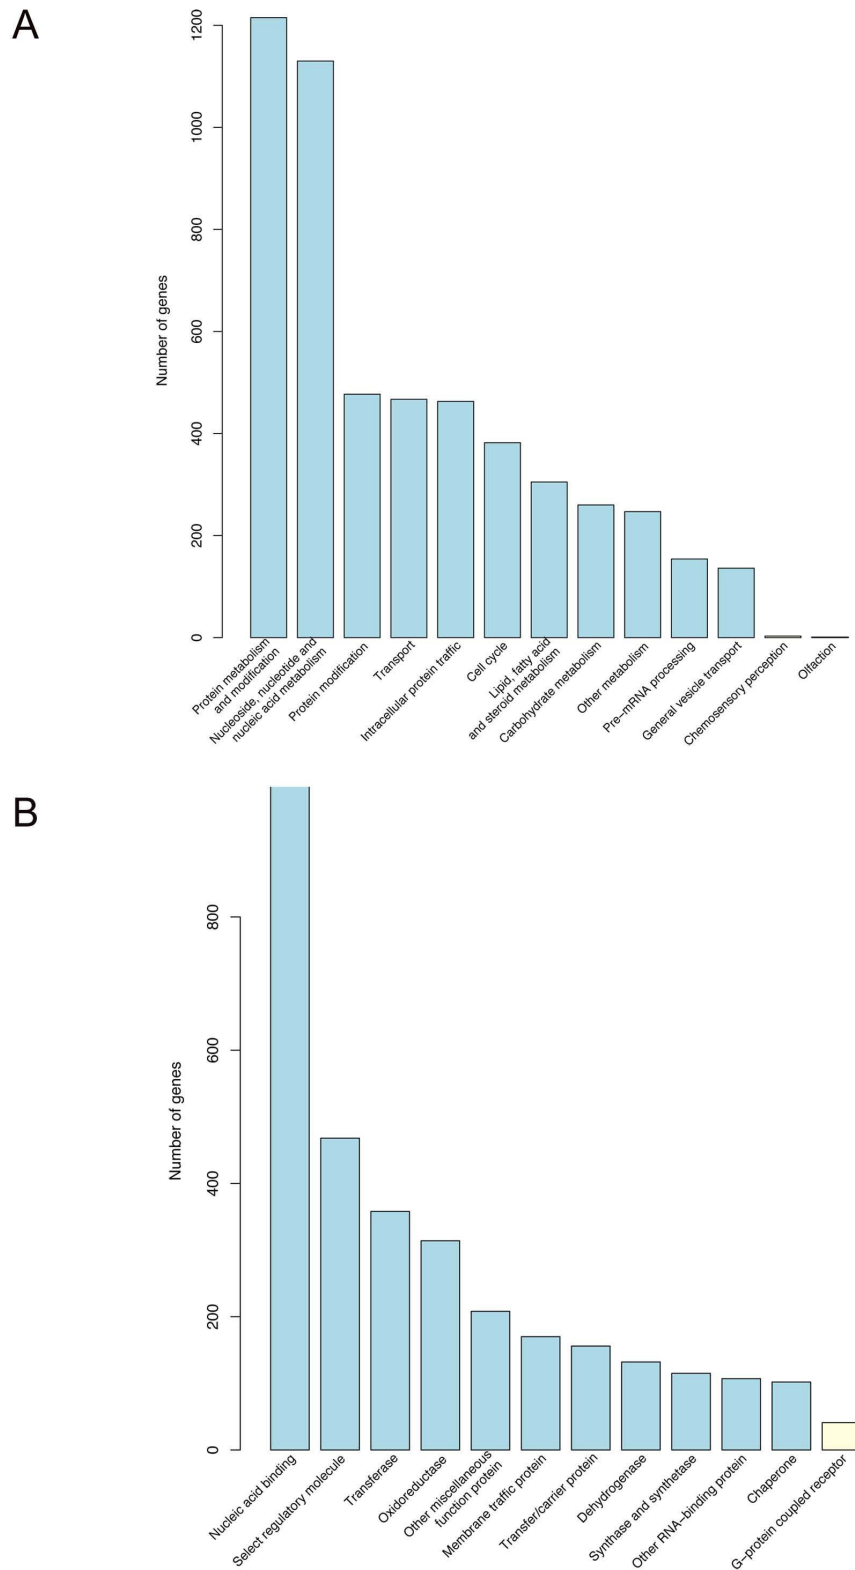 A
Number of genes
1200
1000
800
600
400
200
0
Protein metabolism
and modification
Nucleoside, nucleotide and
nucleic acid metabolism
Protein modification
Transport
Intracellular protein traffic
Cell cycle
Lipid, fatty acid
and steroid metabolism
Carbohydrate metabolism
Other metabolism
Pre−mRNA processing
General vesicle transport
Chemosensory perception
Olfaction
B
Number of genes
800
600
400
200
0
Nucleic acid binding
Select regulatory molecule
Transferase
Oxidoreductase
Other miscellaneous
function protein
Membrane traffic protein
Transfer/carrier protein
Dehydrogenase
Synthase and synthetase
Other RNA−binding protein
Chaperone
G−protein coupled receptor